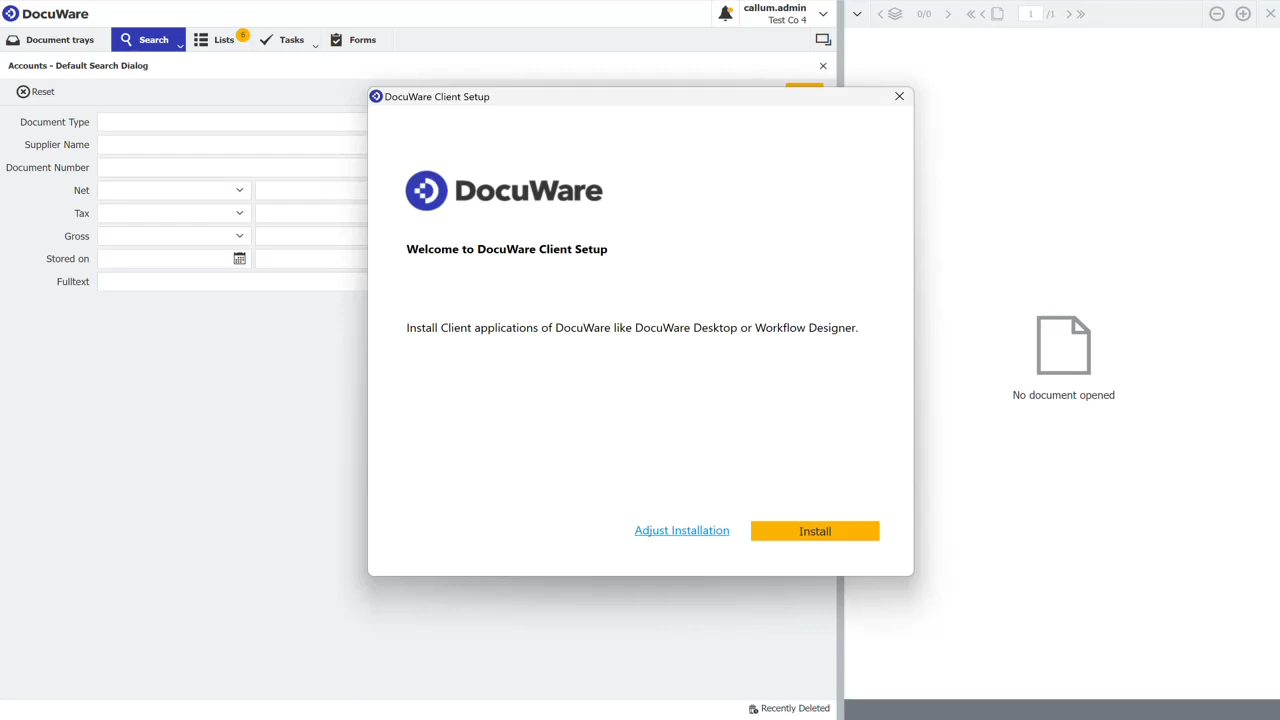 DocuWare
callum.admin
Test Co 4
0/0
1 /1
Document trays
Search
Lists 6
Tasks
Forms
Accounts - Default Search Dialog
Reset
Document Type
Supplier Name
Document Number
Net
Tax
Gross
Stored on
Fulltext
DocuWare Client Setup
DocuWare
Welcome to DocuWare Client Setup
Install Client applications of DocuWare like DocuWare Desktop or Workflow Designer.
Adjust Installation
Install
No document opened
Recently Deleted